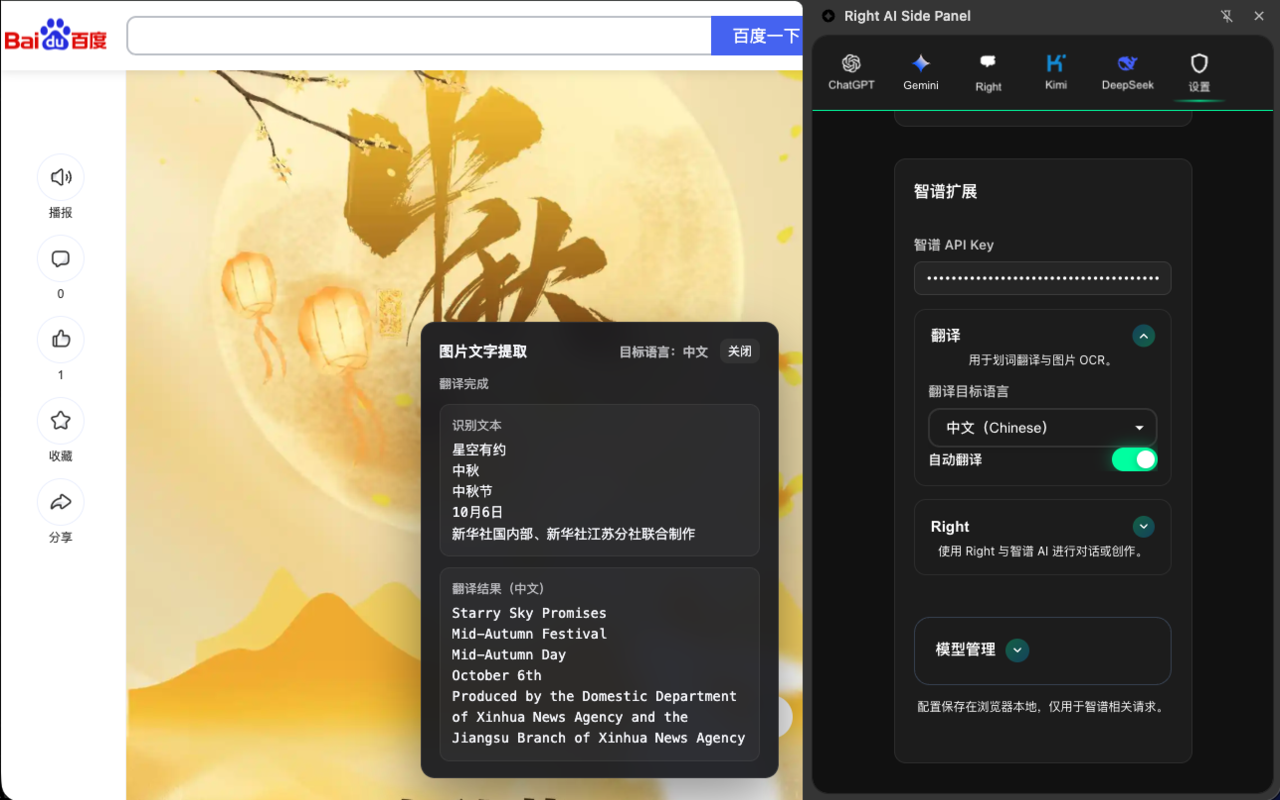 Bai du 百度
百度一下
播报
0
1
收藏
分享
中秋
图片文字提取
目标语言：中文
关闭
翻译完成
识别文本
星空有约
中秋
中秋节
10月6日
新华社国内部、新华社江苏分社联合制作
翻译结果（中文）
Starry Sky Promises
Mid-Autumn Festival
Mid-Autumn Day
October 6th
Produced by the Domestic Department
of Xinhua News Agency and the
Jiangsu Branch of Xinhua News Agency
Right AI Side Panel
ChatGPT
Gemini
Right
Kimi
DeepSeek
设置
智谱扩展
智谱 API Key
••••••••••••••••••••••••••••••••••••••
翻译
用于划词翻译与图片 OCR。
翻译目标语言
中文（Chinese）
自动翻译
Right
使用 Right 与智谱 AI 进行对话或创作。
模型管理
配置保存在浏览器本地，仅用于智谱相关请求。